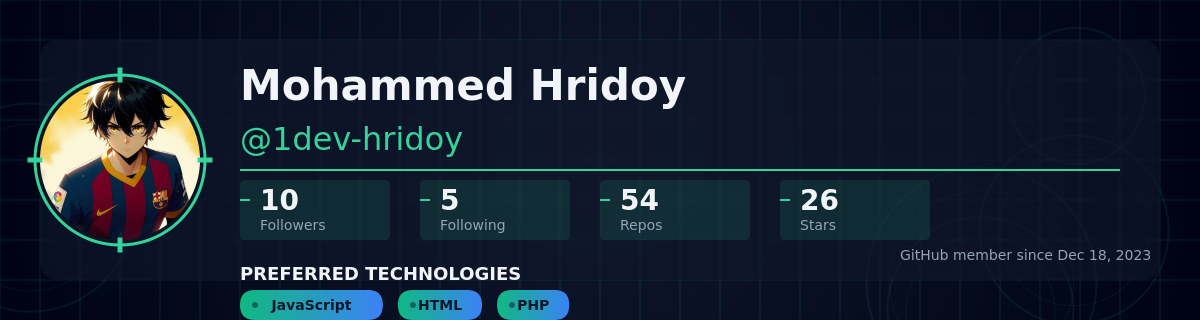 Mohammed Hridoy
@1dev-hridoy
10
Followers
5
Following
54
Repos
26
Stars
GitHub member since Dec 18, 2023
PREFERRED TECHNOLOGIES
JavaScript
HTML
PHP